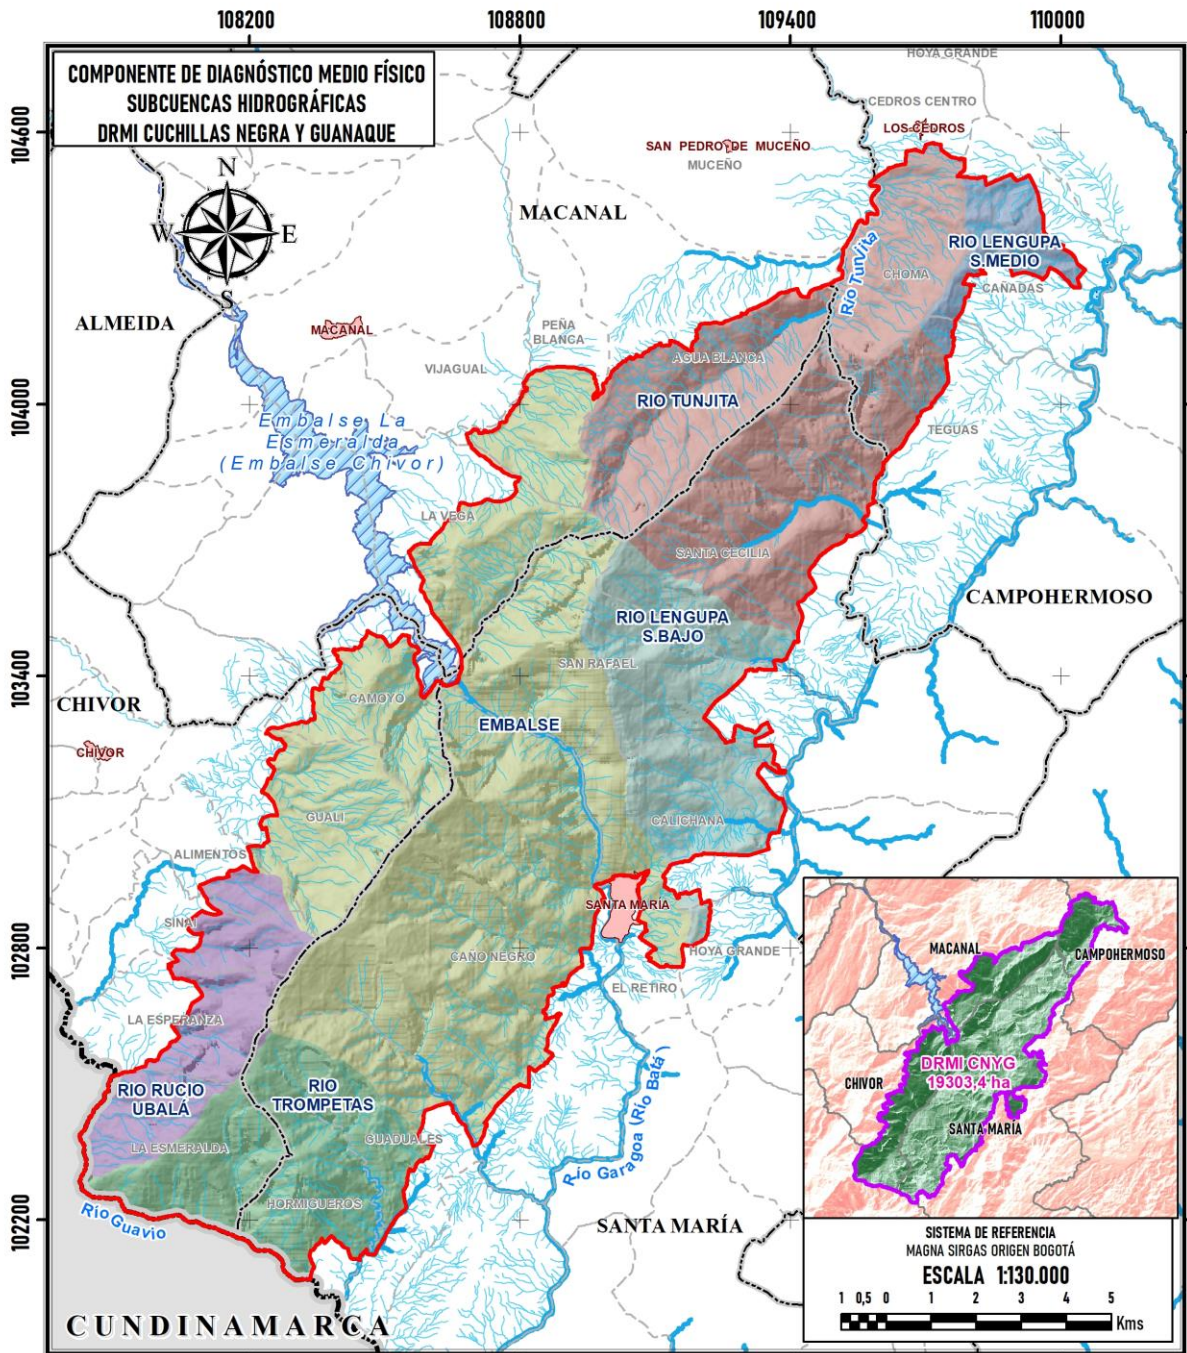 108200
108800
109400
110000
COMPONENTE DE DIAGNÓSTICO MEDIO FÍSICO
SUBCUENCAS HIDROGRÁFICAS
DRMI CUCHILLAS NEGRA Y GUANAQUE
104600
104000
103400
102800
102200
N
W
E
S
HOYA GRANDE
CEDROS CENTRO
LOS CEDROS
SAN PEDRO DE MUCEÑO
MUCEÑO
MACANAL
RIO LENGUPA
S.MEDIO
Río Tunjita
CHOMA
CAÑADAS
ALMEIDA
MACANAL
PEÑA
BLANCA
VIJAGUAL
AGUA BLANCA
RIO TUNJITA
Embalse La
Esmeralda
(Embalse Chivor)
TEGUAS
LA VEGA
SANTA CECILIA
CAMPOHERMOSO
RIO LENGUPA
S.BAJO
SAN RAFAEL
CAMOYO
CHIVOR
EMBALSE
CHIVOR
GUALI
CALICHANA
ALIMENTOS
SANTA MARIA
SINAI
CAÑO NEGRO
HOYA GRANDE
EL RETIRO
LA ESPERANZA
RIO RUCIO
UBALÁ
RIO
TROMPETAS
LA ESMERALDA
GUADUALES
HORMIGUEROS
Río Garagoa (Río Batá)
Río Guavio
SANTA MARÍA
CUNDINAMARCA
MACANAL
CAMPOHERMOSO
DRMI CNYG
19303,4 ha
CHIVOR
SANTA MARIA
SISTEMA DE REFERENCIA
MAGNA SIRGAS ORIGEN BOGOTÁ
ESCALA 1:130.000
1 0,5 0 1 2 3 4 5
Kms